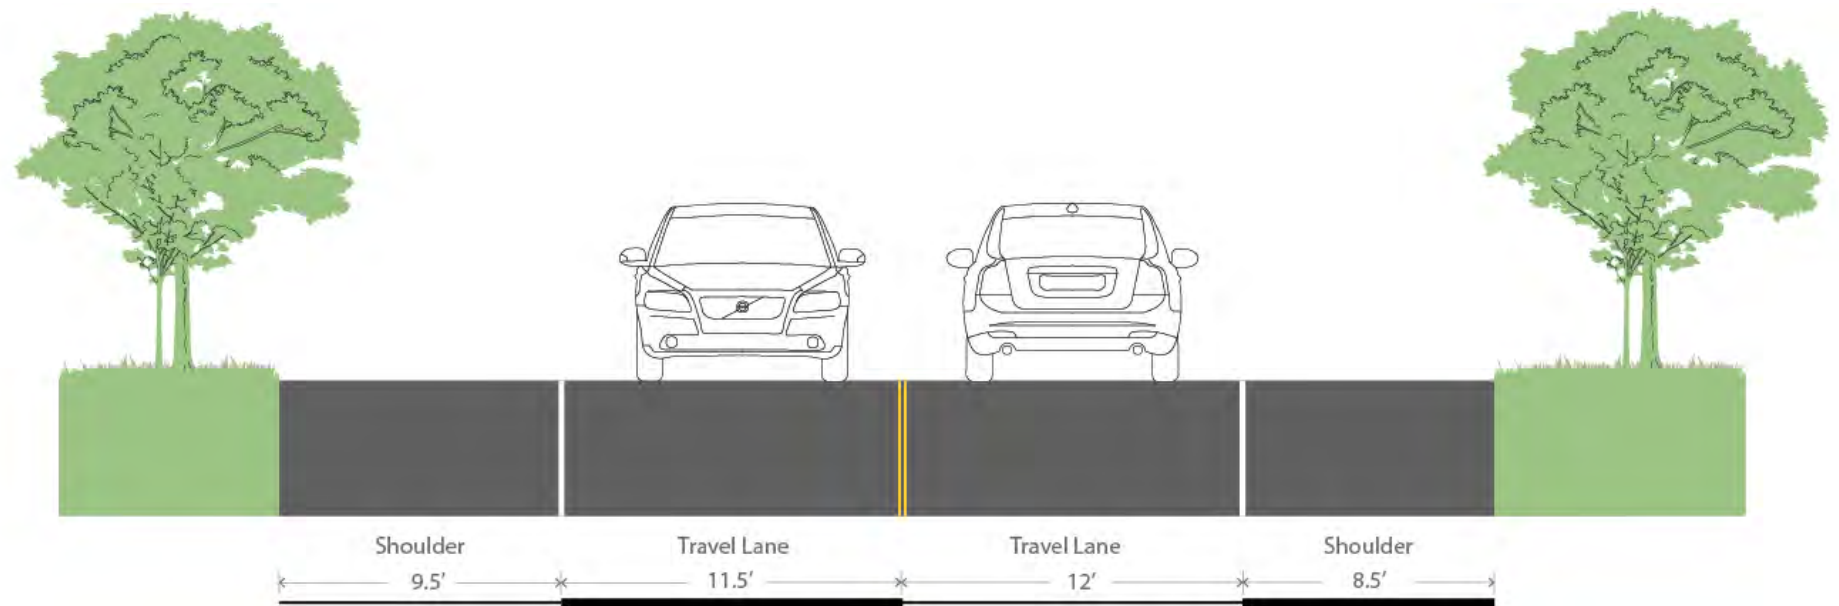 Shoulder Travel Lane Travel Lane Shoulder
9.5’ 11.5’ 12’ 8.5’